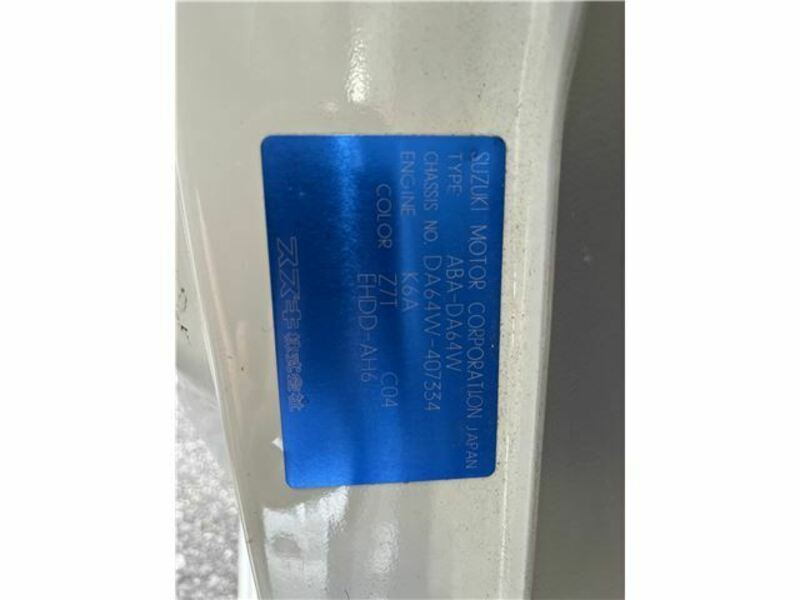 SUZUKI MOTOR CORPORATION JAPAN
TYPE ABA-DA64W
CHASSIS NO. DA64W-407334
ENGINE K6A
COLOR Z7T C04
EHDD-AH6
スズキ株式会社